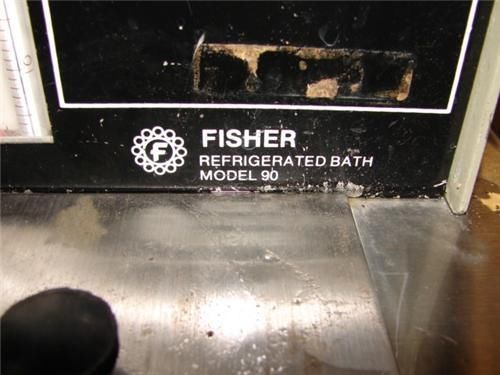 F
FISHER
REFRIGERATED BATH
MODEL 90